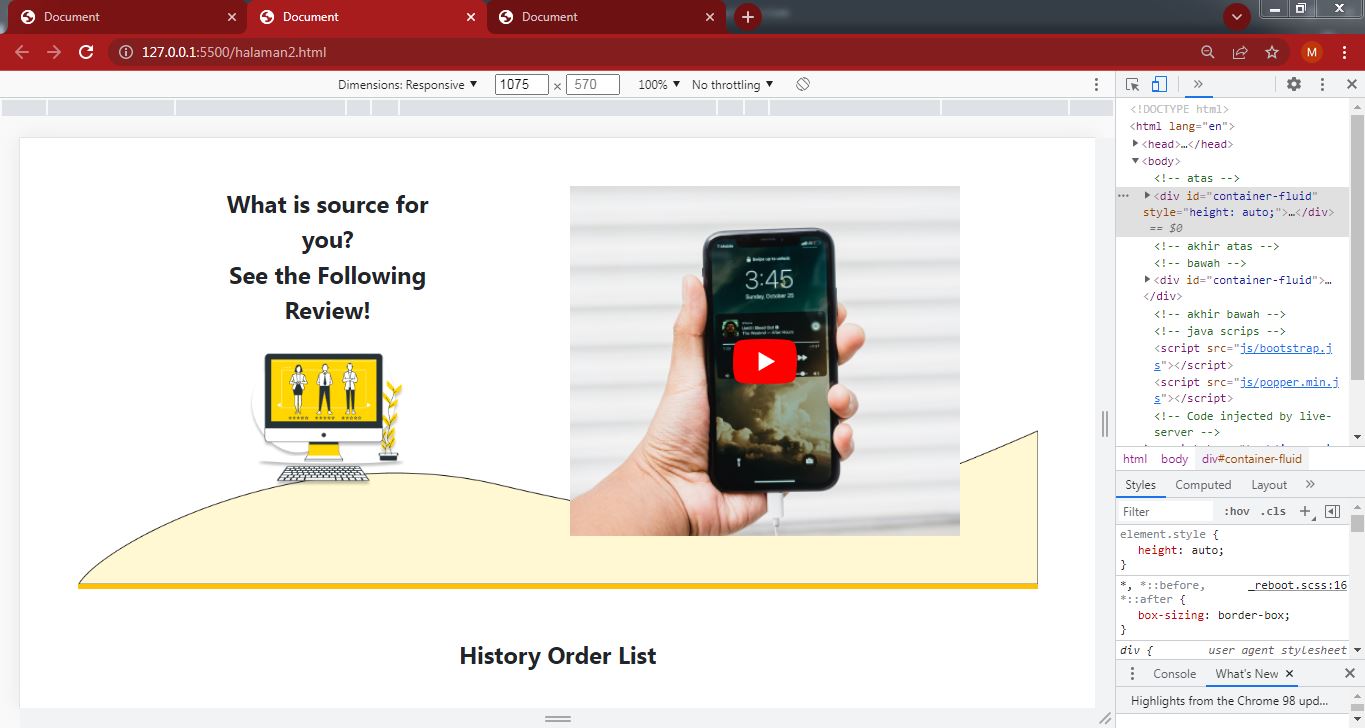 Document
Document
Document
127.0.0.1:5500/halaman2.html
M
Dimensions: Responsive
1075 × 570
100%
No throttling
What is source for
you?
See the Following
Review!
3:45
Sunday, October 25
History Order List
<!DOCTYPE html>
<html lang="en">
<head>…</head>
<body>
<!-- atas -->
<div id="container-fluid"
style="height: auto;">…</div>
== $0
<!-- akhir atas -->
<!-- bawah -->
<div id="container-fluid">…
</div>
<!-- akhir bawah -->
<!-- java scrips -->
<script src="js/bootstrap.j
s"></script>
<script src="js/popper.min.j
s"></script>
<!-- Code injected by live-
server -->
html body div#container-fluid
Styles Computed Layout
Filter :hov .cls
element.style {
height: auto;
}
*, *::before, _reboot.scss:16
*::after {
box-sizing: border-box;
}
div { user agent stylesheet
Console What's New
Highlights from the Chrome 98 upd...